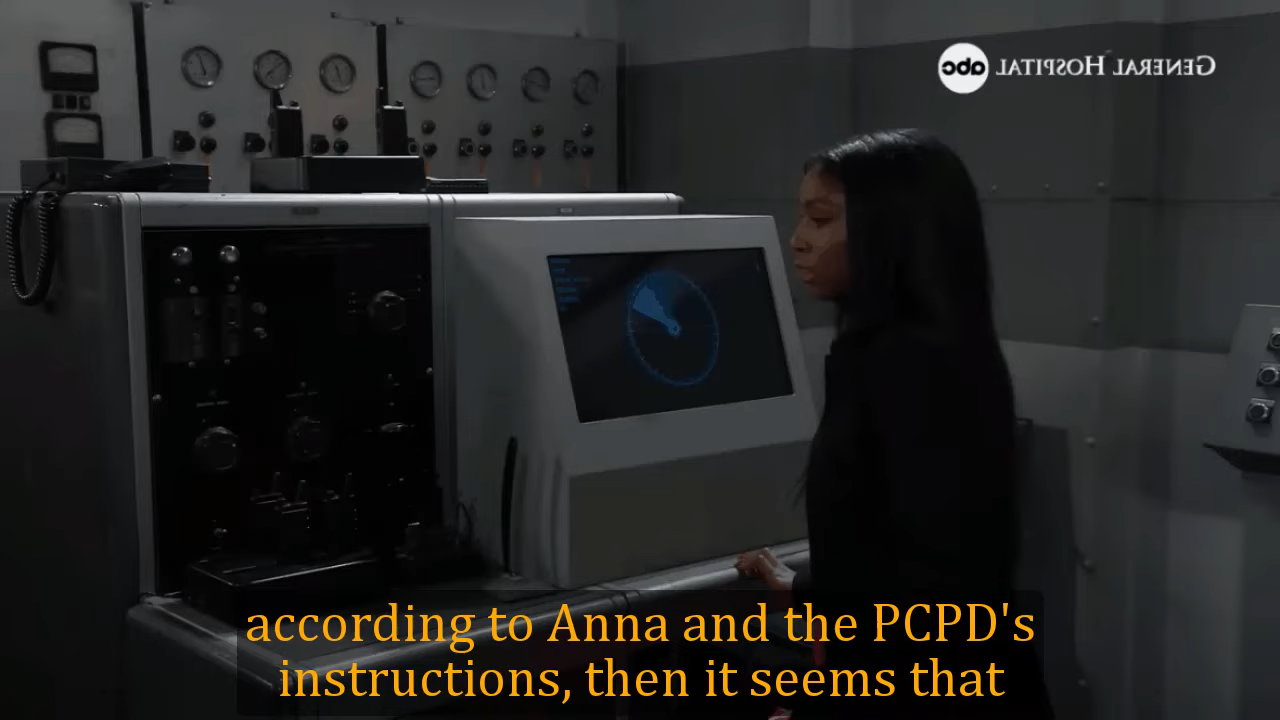 abc GENERAL HOSPITAL
according to Anna and the PCPD's
instructions, then it seems that